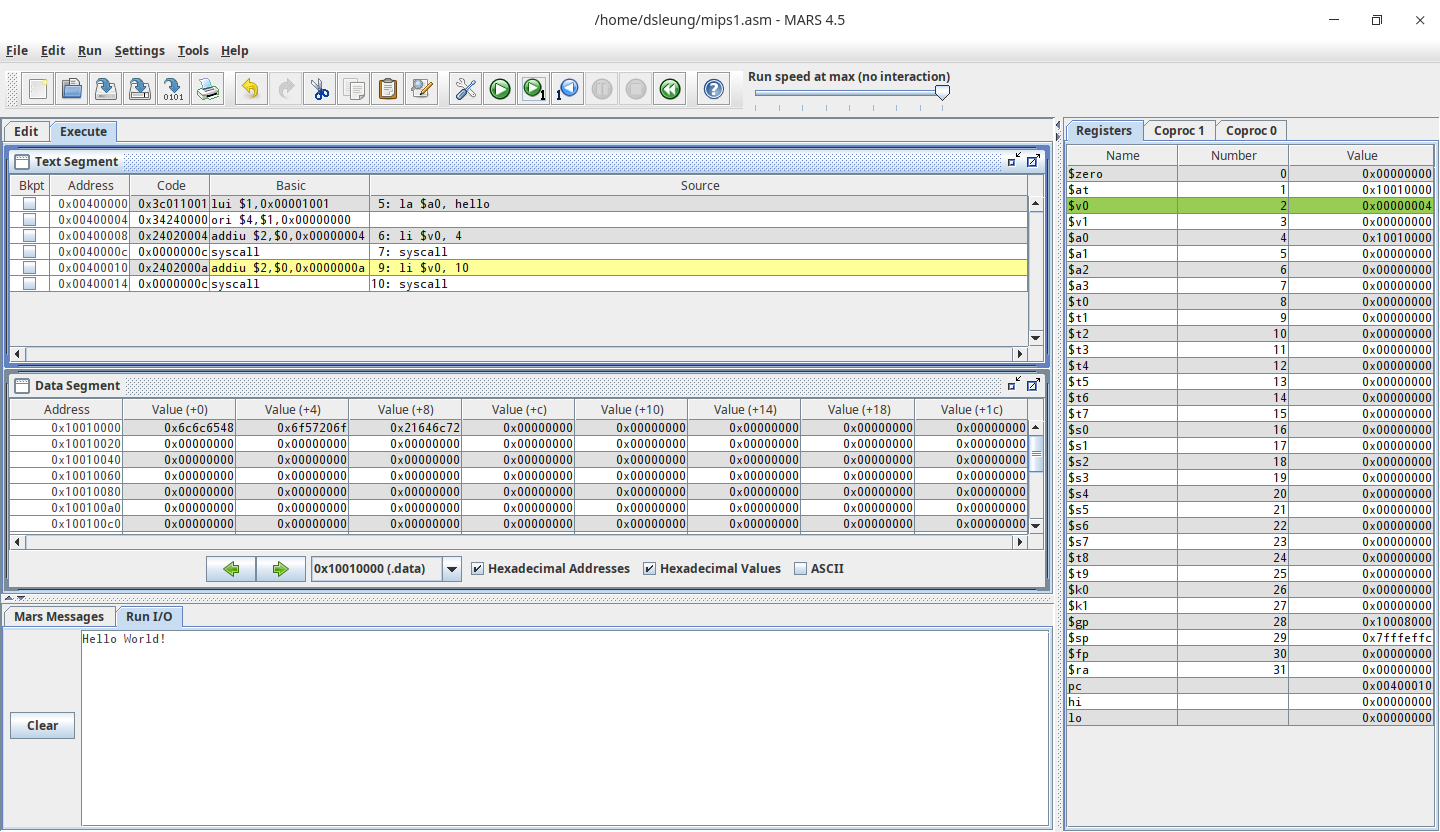 /home/dsleung/mips1.asm - MARS 4.5
File Edit Run Settings Tools Help
Run speed at max (no interaction)
0101 1 1 ?
Edit Execute
Text Segment
Bkpt Address Code Basic Source
0x00400000 0x3c011001 lui $1,0x00001001 5: la $a0, hello
0x00400004 0x34240000 ori $4,$1,0x00000000
0x00400008 0x24020004 addiu $2,$0,0x00000004 6: li $v0, 4
0x0040000c 0x0000000c syscall 7: syscall
0x00400010 0x2402000a addiu $2,$0,0x0000000a 9: li $v0, 10
0x00400014 0x0000000c syscall 10: syscall
Data Segment
Address Value (+0) Value (+4) Value (+8) Value (+c) Value (+10) Value (+14) Value (+18) Value (+1c)
0x10010000 0x6c6c6548 0x6f57206f 0x21646c72 0x00000000 0x00000000 0x00000000 0x00000000 0x00000000
0x10010020 0x00000000 0x00000000 0x00000000 0x00000000 0x00000000 0x00000000 0x00000000 0x00000000
0x10010040 0x00000000 0x00000000 0x00000000 0x00000000 0x00000000 0x00000000 0x00000000 0x00000000
0x10010060 0x00000000 0x00000000 0x00000000 0x00000000 0x00000000 0x00000000 0x00000000 0x00000000
0x10010080 0x00000000 0x00000000 0x00000000 0x00000000 0x00000000 0x00000000 0x00000000 0x00000000
0x100100a0 0x00000000 0x00000000 0x00000000 0x00000000 0x00000000 0x00000000 0x00000000 0x00000000
0x100100c0 0x00000000 0x00000000 0x00000000 0x00000000 0x00000000 0x00000000 0x00000000 0x00000000
0x10010000 (.data) Hexadecimal Addresses Hexadecimal Values ASCII
Mars Messages Run I/O
Clear
Hello World!
Registers Coproc 1 Coproc 0
Name Number Value
$zero 0 0x00000000
$at 1 0x10010000
$v0 2 0x00000004
$v1 3 0x00000000
$a0 4 0x10010000
$a1 5 0x00000000
$a2 6 0x00000000
$a3 7 0x00000000
$t0 8 0x00000000
$t1 9 0x00000000
$t2 10 0x00000000
$t3 11 0x00000000
$t4 12 0x00000000
$t5 13 0x00000000
$t6 14 0x00000000
$t7 15 0x00000000
$s0 16 0x00000000
$s1 17 0x00000000
$s2 18 0x00000000
$s3 19 0x00000000
$s4 20 0x00000000
$s5 21 0x00000000
$s6 22 0x00000000
$s7 23 0x00000000
$t8 24 0x00000000
$t9 25 0x00000000
$k0 26 0x00000000
$k1 27 0x00000000
$gp 28 0x10008000
$sp 29 0x7fffeffc
$fp 30 0x00000000
$ra 31 0x00000000
pc 0x00400010
hi 0x00000000
lo 0x00000000